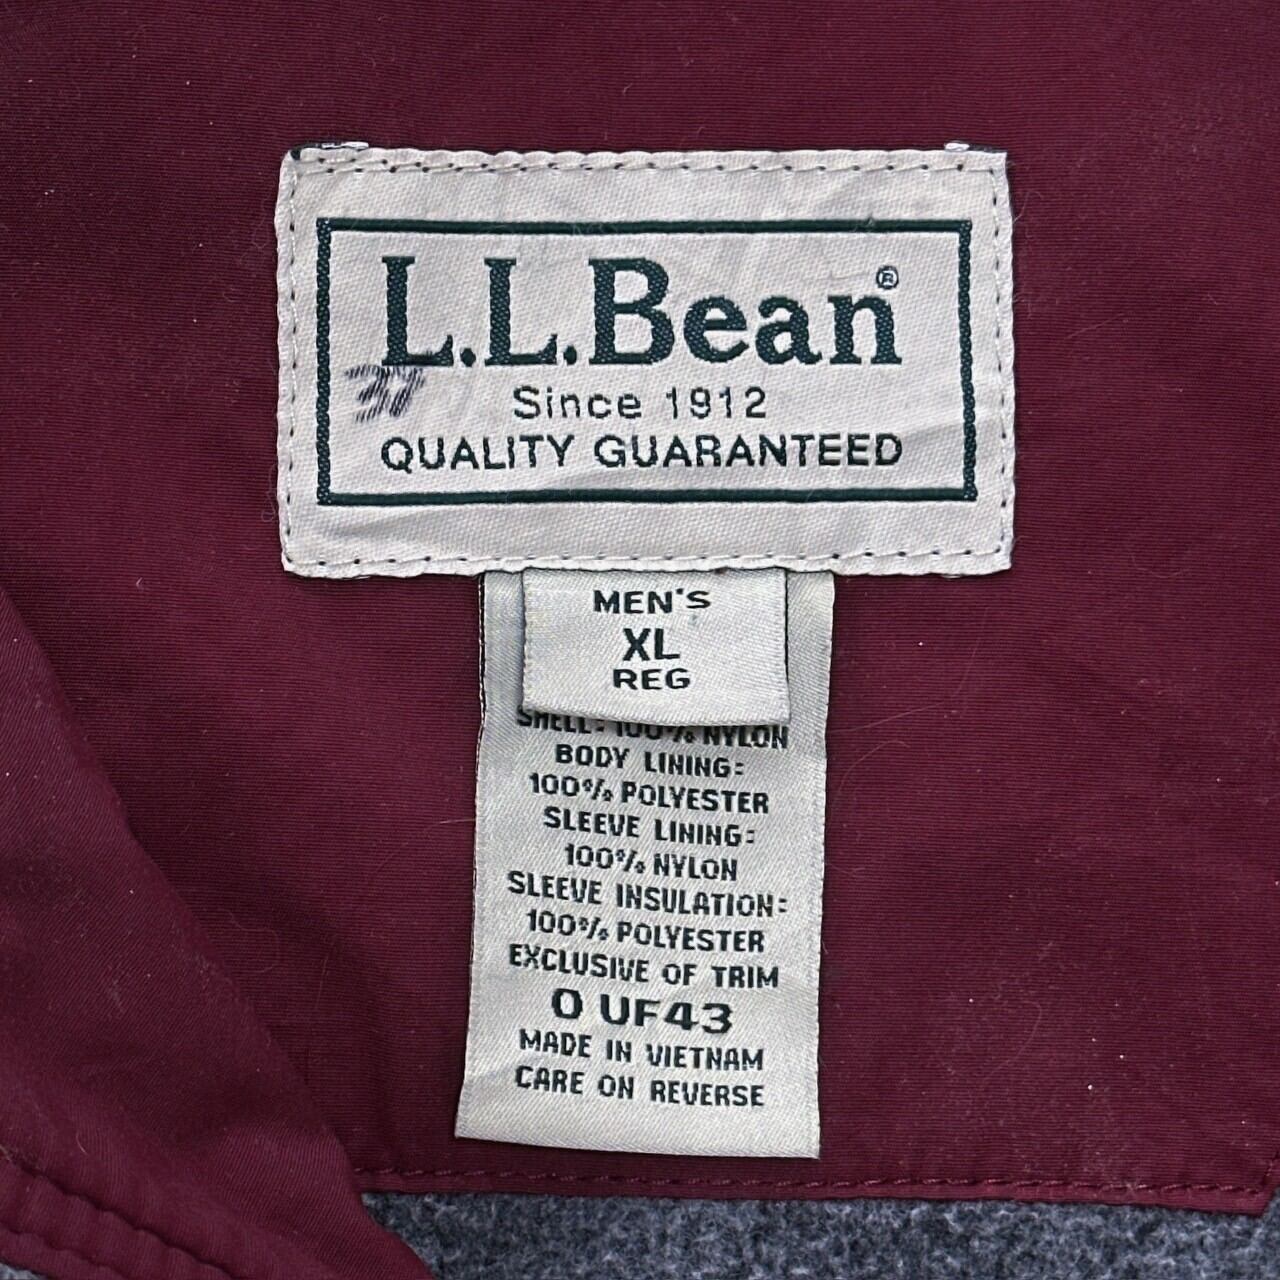 L.L.Bean®
37
Since 1912
QUALITY GUARANTEED
MEN'S
XL
REG
SHELL: 100% NYLON
BODY LINING:
100% POLYESTER
SLEEVE LINING:
100% NYLON
SLEEVE INSULATION:
100% POLYESTER
EXCLUSIVE OF TRIM
0 UF43
MADE IN VIETNAM
CARE ON REVERSE